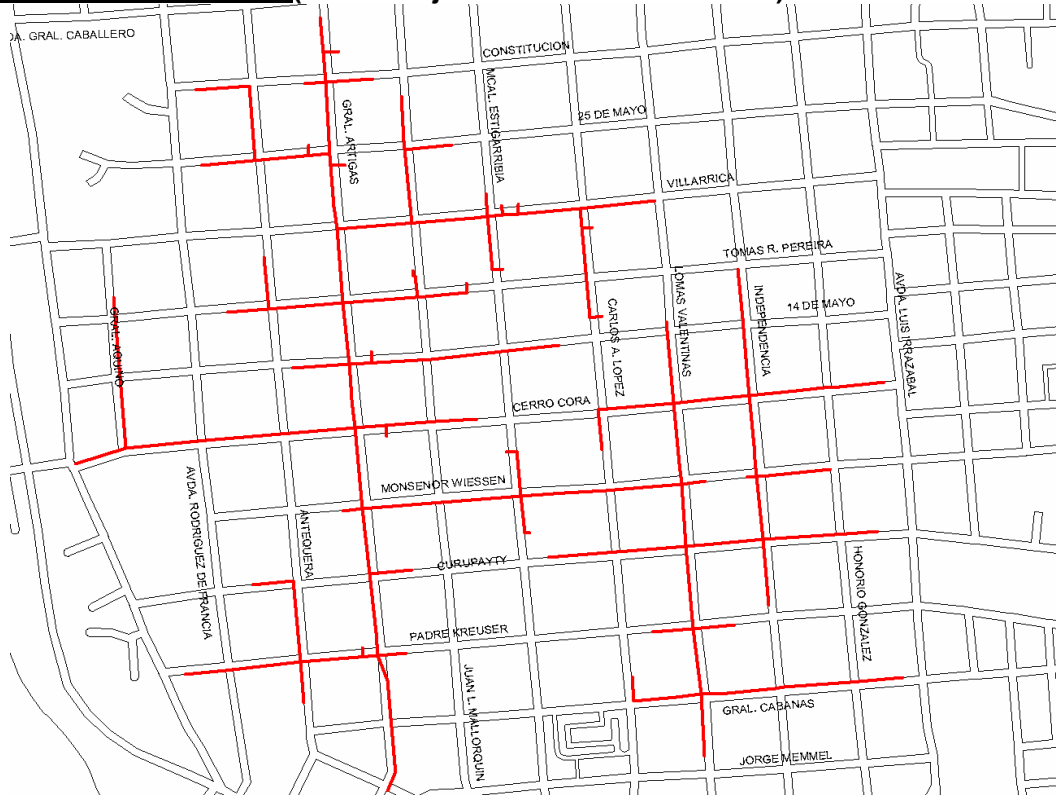 DA. GRAL. CABALLERO
CONSTITUCION
MCAL. ESTIGARRIBIA
GRAL. ARTIGAS
25 DE MAYO
VILLARRICA
TOMAS R. PEREIRA
LOMAS VALENTINAS
INDEPENDENCIA
14 DE MAYO
AVDA. LUIS IRRAZABAL
CARLOS A. LOPEZ
GRAL. AQUINO
CERRO CORA
AVDA. RODRIGUEZ DE FRANCIA
MONSENOR WIESSEN
ANTEQUERA
CURUPAYTY
HONORIO GONZALEZ
PADRE KREUSER
JUAN L. MALLORQUIN
GRAL. CABANAS
JORGE MEMMEL